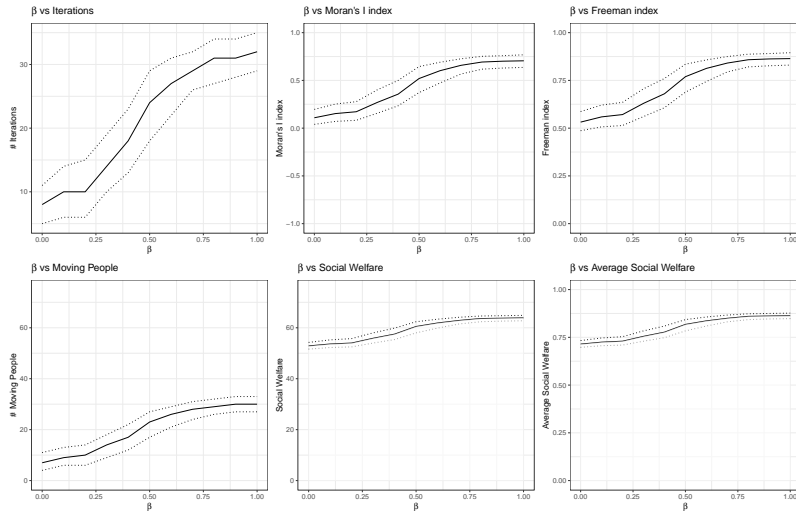 β vs Iterations
# Iterations
30
20
10
0.00 0.25 0.50 0.75 1.00
β
β vs Moran's I index
Moran's I index
1.0
0.5
0.0
−0.5
−1.0
0.00 0.25 0.50 0.75 1.00
β
β vs Freeman index
Freeman index
1.00
0.75
0.50
0.25
0.00
0.00 0.25 0.50 0.75 1.00
β
β vs Moving People
# Moving People
60
40
20
0
0.00 0.25 0.50 0.75 1.00
β
β vs Social Welfare
Social Welfare
60
40
20
0
0.00 0.25 0.50 0.75 1.00
β
β vs Average Social Welfare
Average Social Welfare
1.00
0.75
0.50
0.25
0.00
0.00 0.25 0.50 0.75 1.00
β